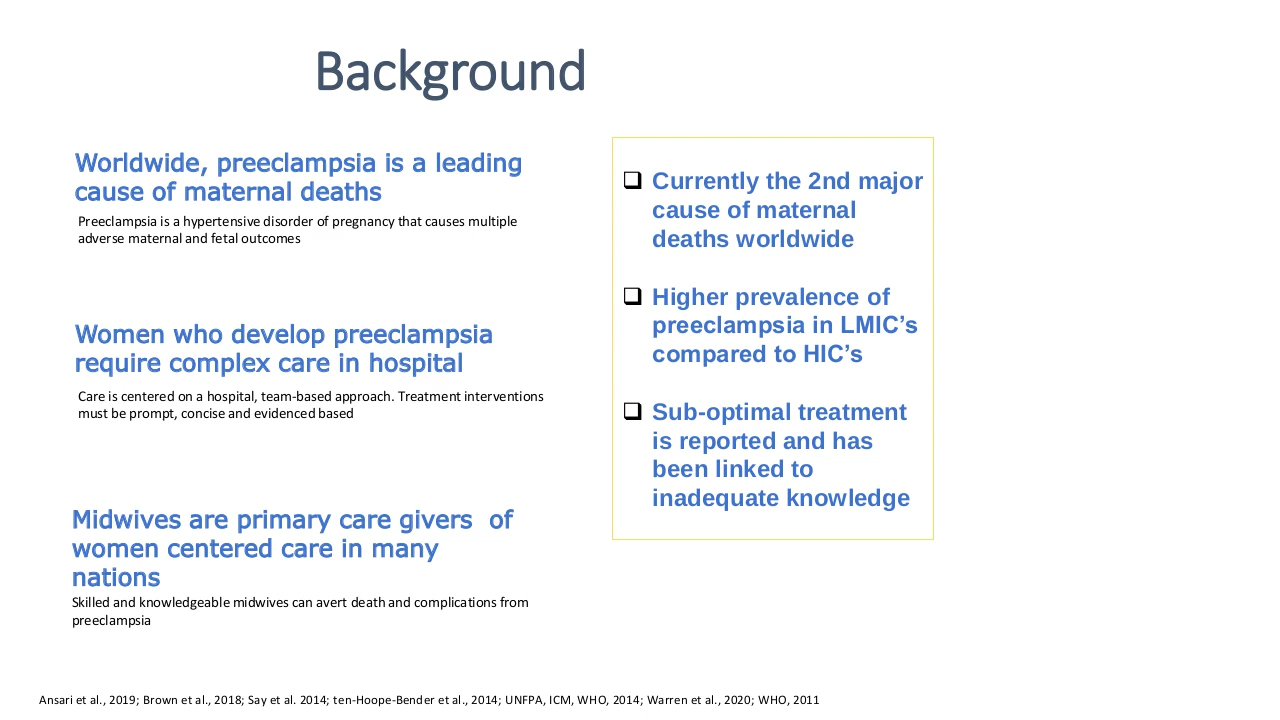 Background
Worldwide, preeclampsia is a leading
cause of maternal deaths
Preeclampsia is a hypertensive disorder of pregnancy that causes multiple
adverse maternal and fetal outcomes
Women who develop preeclampsia
require complex care in hospital
Care is centered on a hospital, team-based approach. Treatment interventions
must be prompt, concise and evidenced based
Midwives are primary care givers  of
women centered care in many
nations
Skilled and knowledgeable midwives can avert death and complications from
preeclampsia
Currently the 2nd major
cause of maternal
deaths worldwide
Higher prevalence of
preeclampsia in LMIC’s
compared to HIC’s
Sub-optimal treatment
is reported and has
been linked to
inadequate knowledge
Ansari et al., 2019; Brown et al., 2018; Say et al. 2014; ten-Hoope-Bender et al., 2014; UNFPA, ICM, WHO, 2014; Warren et al., 2020; WHO, 2011